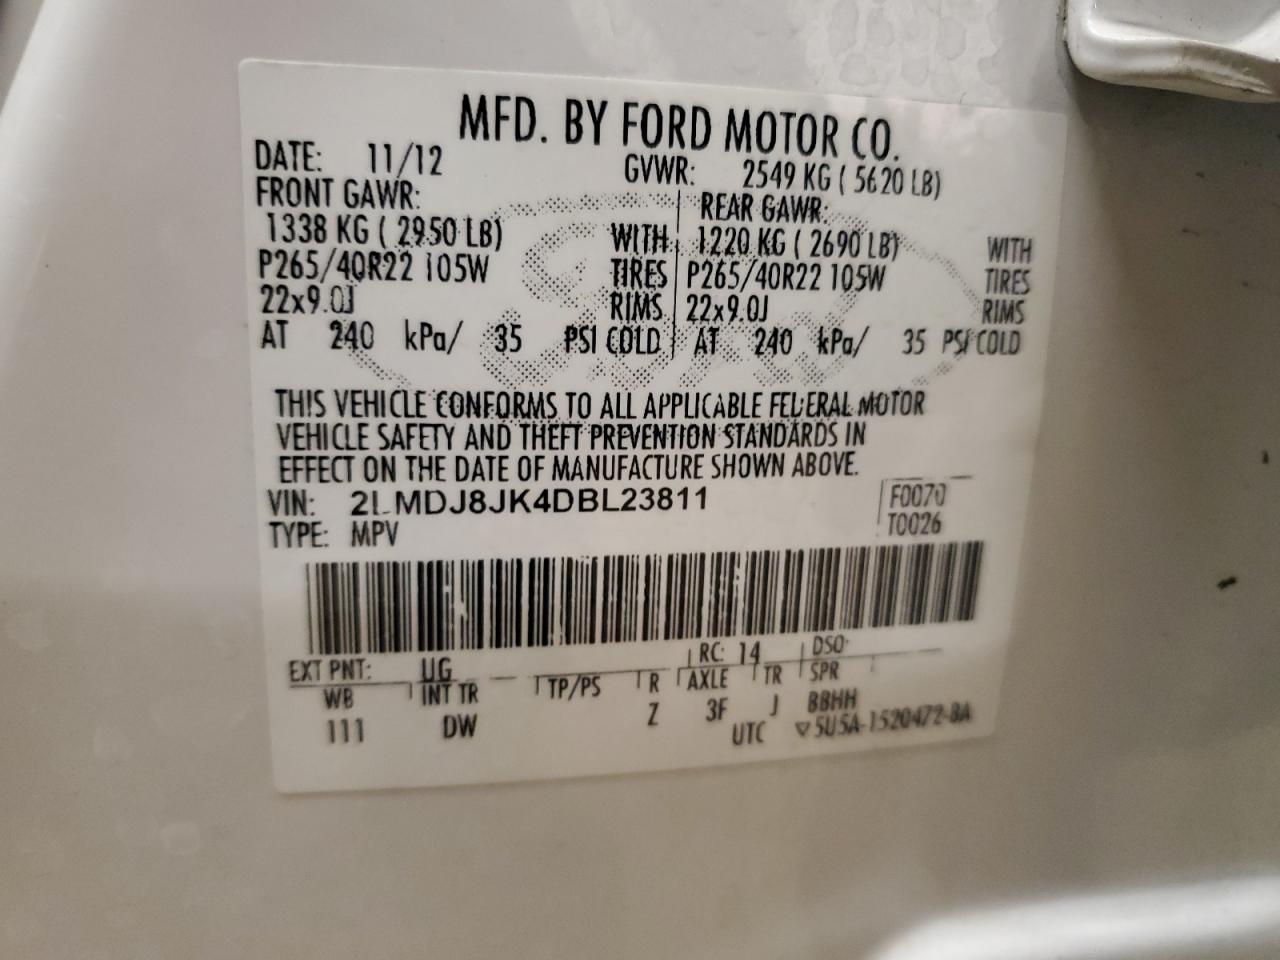 MFD. BY FORD MOTOR CO.
DATE: 11/12 GVWR: 2549 KG ( 5620 LB)
FRONT GAWR: REAR GAWR:
1338 KG ( 2950 LB) WITH 1220 KG ( 2690 LB) WITH
P265/40R22 105W TIRES P265/40R22 105W TIRES
22x9.0J RIMS 22x9.0J RIMS
AT 240 kPa/ 35 PSI COLD AT 240 kPa/ 35 PSI COLD
THIS VEHICLE CONFORMS TO ALL APPLICABLE FEDERAL MOTOR
VEHICLE SAFETY AND THEFT PREVENTION STANDARDS IN
EFFECT ON THE DATE OF MANUFACTURE SHOWN ABOVE.
VIN: 2LMDJ8JK4DBL23811 F0070
TYPE: MPV T0026
EXT PNT: UG RC: 14 DSO:
WB INT TR TP/PS R AXLE TR SPR
111 DW Z 3F J BBHH
UTC ▽5U5A-1520472-BA